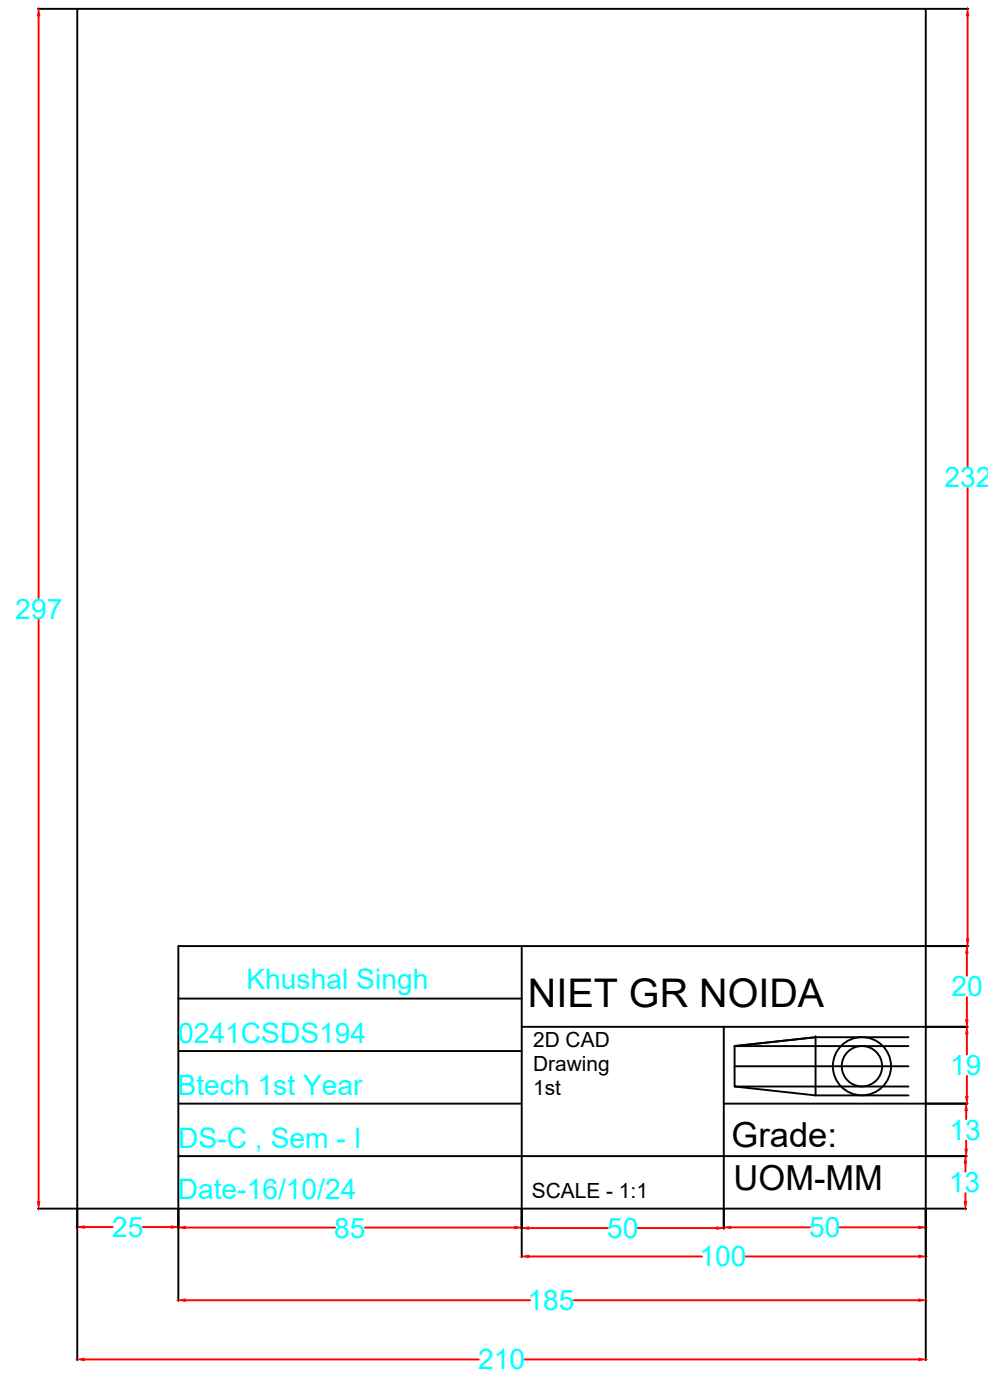 232
297
Khushal Singh
0241CSDS194
Btech 1st Year
DS-C , Sem - I
Date-16/10/24
NIET GR NOIDA
2D CAD
Drawing
1st
SCALE - 1:1
Grade:
UOM-MM
20
19
13
13
25
85
50
50
100
185
210